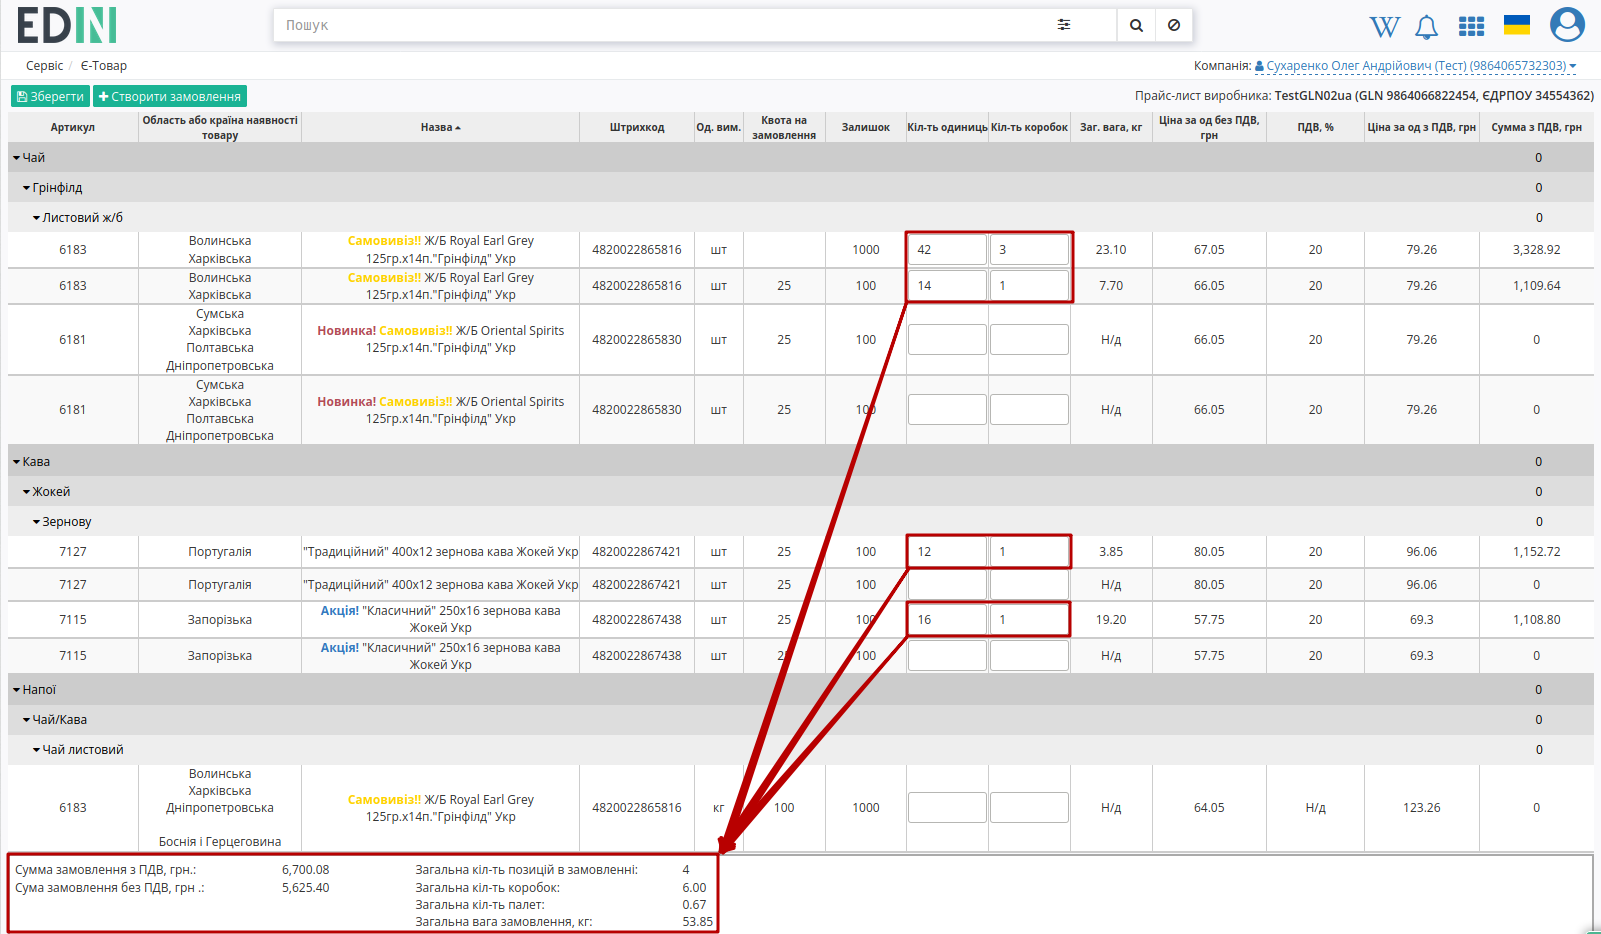 EDIN
Пошук
W
Сервіс / Є-Товар
Компанія: Сухаренко Олег Андрійович (Тест) (9864065732303)
Зберегти Створити замовлення
Прайс-лист виробника: TestGLN02ua (GLN 9864066822454, ЄДРПОУ 34554362)
Артикул Область або країна наявності товару Назва Штрихкод Од. вим. Квота на замовлення Залишок Кіл-ть одиниць Кіл-ть коробок Заг. вага, кг Ціна за од без ПДВ, грн ПДВ, % Ціна за од з ПДВ, грн Сумма з ПДВ, грн
Чай 0
Грінфілд 0
Листовий ж/б 0
6183 Волинська Харківська Самовивіз!! Ж/Б Royal Earl Grey 125гр.х14п."Грінфілд" Укр 4820022865816 шт 1000 42 3 23.10 67.05 20 79.26 3,328.92
6183 Волинська Харківська Самовивіз!! Ж/Б Royal Earl Grey 125гр.х14п."Грінфілд" Укр 4820022865816 шт 25 100 14 1 7.70 66.05 20 79.26 1,109.64
6181 Сумська Харківська Полтавська Дніпропетровська Новинка! Самовивіз!! Ж/Б Oriental Spirits 125гр.х14п."Грінфілд" Укр 4820022865830 шт 25 100 Н/д 66.05 20 79.26 0
6181 Сумська Харківська Полтавська Дніпропетровська Новинка! Самовивіз!! Ж/Б Oriental Spirits 125гр.х14п."Грінфілд" Укр 4820022865830 шт 25 100 Н/д 66.05 20 79.26 0
Кава 0
Жокей 0
Зернову 0
7127 Португалія "Традиційний" 400х12 зернова кава Жокей Укр 4820022867421 шт 25 100 12 1 3.85 80.05 20 96.06 1,152.72
7127 Португалія "Традиційний" 400х12 зернова кава Жокей Укр 4820022867421 шт 25 100 Н/д 80.05 20 96.06 0
7115 Запорізька Акція! "Класичний" 250х16 зернова кава Жокей Укр 4820022867438 шт 25 100 16 1 19.20 57.75 20 69.3 1,108.80
7115 Запорізька Акція! "Класичний" 250х16 зернова кава Жокей Укр 4820022867438 шт 25 100 Н/д 57.75 20 69.3 0
Напої 0
Чай/Кава 0
Чай листовий 0
6183 Волинська Харківська Дніпропетровська Боснія і Герцеговина Самовивіз!! Ж/Б Royal Earl Grey 125гр.х14п."Грінфілд" Укр 4820022865816 кг 100 1000 Н/д 64.05 Н/д 123.26 0
Сумма замовлення з ПДВ, грн.: 6,700.08 Загальна кіл-ть позицій в замовленні: 4
Сума замовлення без ПДВ, грн .: 5,625.40 Загальна кіл-ть коробок: 6.00
Загальна кіл-ть палет: 0.67
Загальна вага замовлення, кг: 53.85